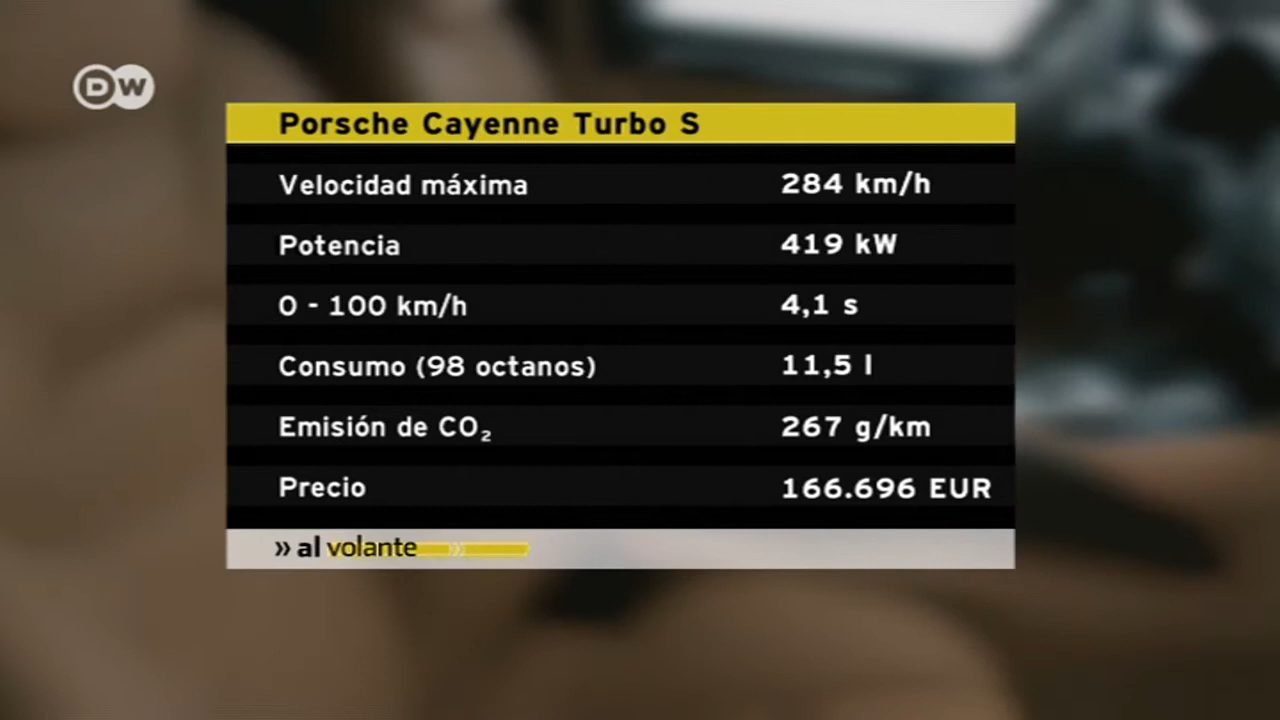 DW
Porsche Cayenne Turbo S
Velocidad máxima 284 km/h
Potencia 419 kW
0 - 100 km/h 4,1 s
Consumo (98 octanos) 11,5 l
Emisión de CO₂ 267 g/km
Precio 166.696 EUR
» al volante